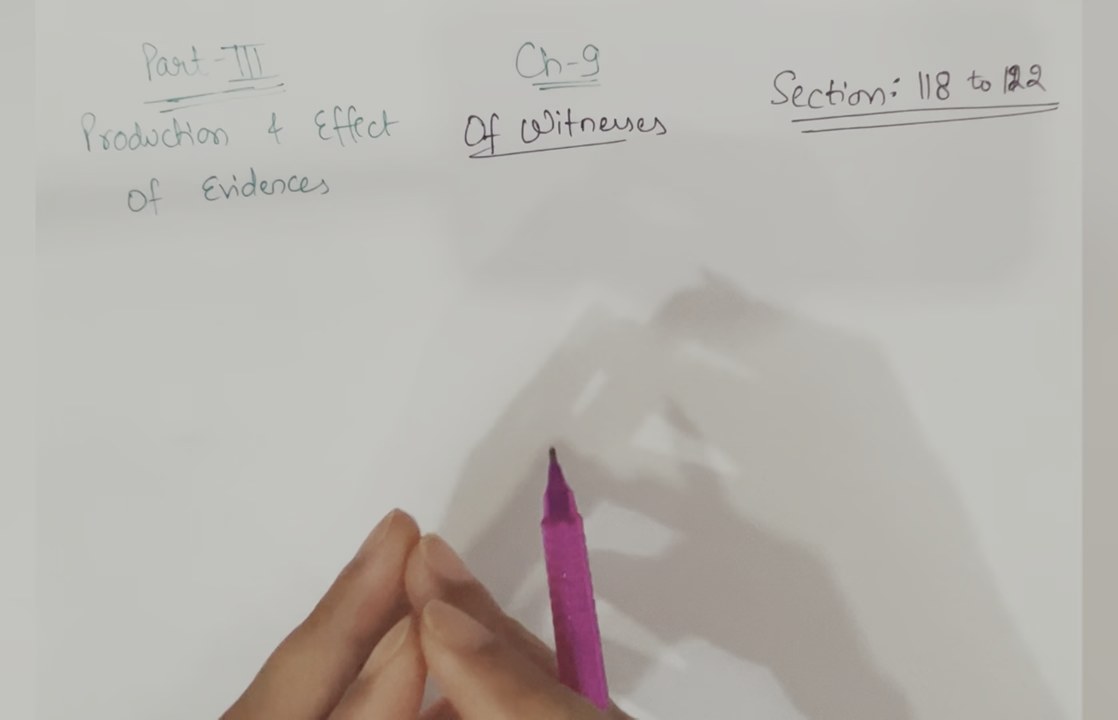 Part-III
Production & Effect
Of Evidences
Ch-9
Of Witnesses
Section: 118 to 122